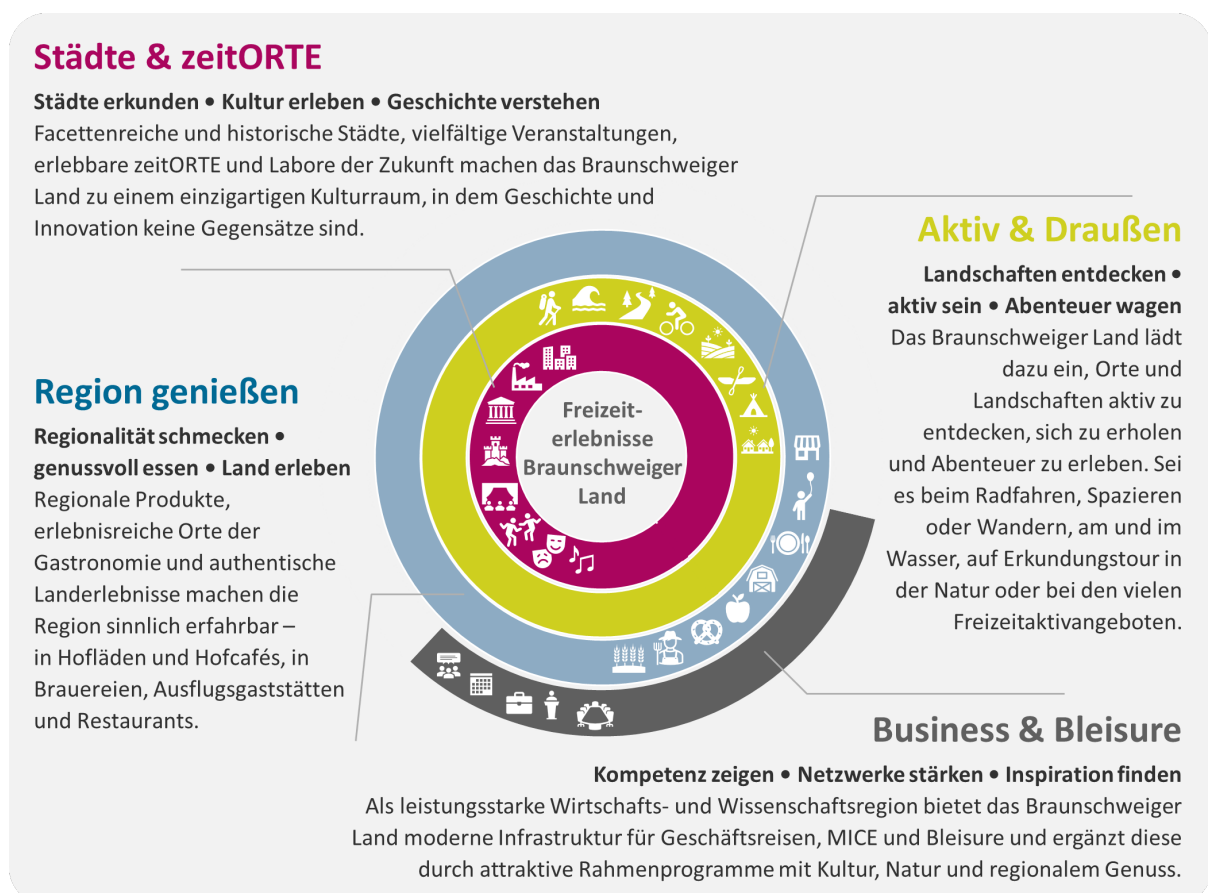 Städte & zeitORTE
Städte erkunden • Kultur erleben • Geschichte verstehen
Facettenreiche und historische Städte, vielfältige Veranstaltungen,
erlebbare zeitORTE und Labore der Zukunft machen das Braunschweiger
Land zu einem einzigartigen Kulturraum, in dem Geschichte und
Innovation keine Gegensätze sind.
Aktiv & Draußen
Landschaften entdecken •
aktiv sein • Abenteuer wagen
Das Braunschweiger Land lädt
dazu ein, Orte und
Landschaften aktiv zu
entdecken, sich zu erholen
und Abenteuer zu erleben. Sei
es beim Radfahren, Spazieren
oder Wandern, am und im
Wasser, auf Erkundungstour in
der Natur oder bei den vielen
Freizeitaktivangeboten.
Region genießen
Regionalität schmecken •
genussvoll essen • Land erleben
Regionale Produkte,
erlebnisreiche Orte der
Gastronomie und authentische
Landerlebnisse machen die
Region sinnlich erfahrbar –
in Hofläden und Hofcafés, in
Brauereien, Ausflugsgaststätten
und Restaurants.
Freizeit-
erlebnisse
Braunschweiger
Land
Business & Bleisure
Kompetenz zeigen • Netzwerke stärken • Inspiration finden
Als leistungsstarke Wirtschafts- und Wissenschaftsregion bietet das Braunschweiger
Land moderne Infrastruktur für Geschäftsreisen, MICE und Bleisure und ergänzt diese
durch attraktive Rahmenprogramme mit Kultur, Natur und regionalem Genuss.